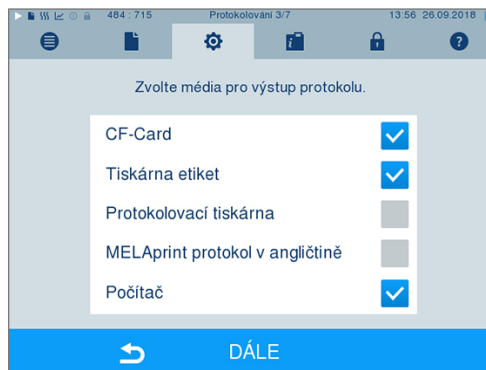 484 : 715 Protokolování 3/7 13:56 26.09.2018
Zvolte média pro výstup protokolu.
CF-Card
Tiskárna etiket
Protokolovací tiskárna
MELAprint protokol v angličtině
Počítač
DÁLE